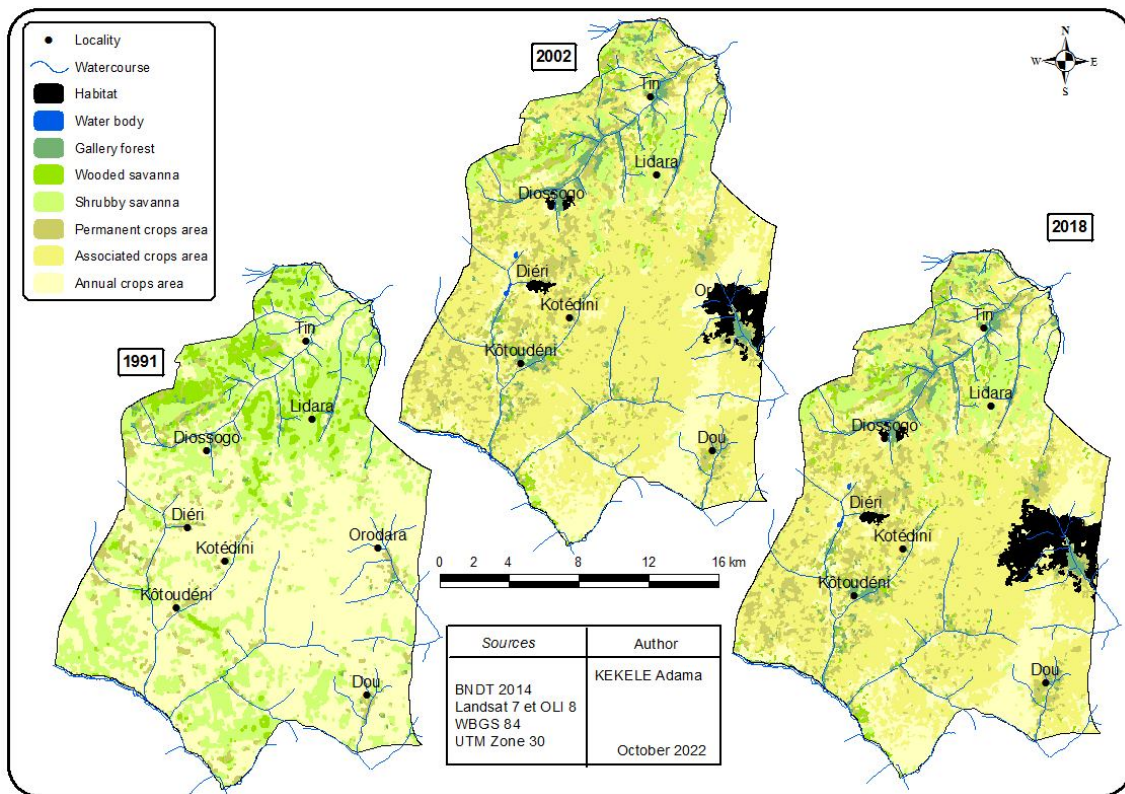 Locality
Watercourse
Habitat
Water body
Gallery forest
Wooded savanna
Shrubby savanna
Permanent crops area
Associated crops area
Annual crops area
2002
N
W E
S
Tin
Lidara
Diossogo
Diéri
Kotédini
Kôtoudéni
Dou
1991
Tin
Lidara
Diossogo
Diéri
Kotédini
Orodara
Kôtoudéni
Dou
2018
Tin
Lidara
Diossogo
Diéri
Kotédini
Kôtoudéni
Dou
0 4 8 12 16 km
Sources Author
KEKELE Adama
BNDT 2014
Landsat 7 et OLI 8
WBGS 84
UTM Zone 30
October 2022